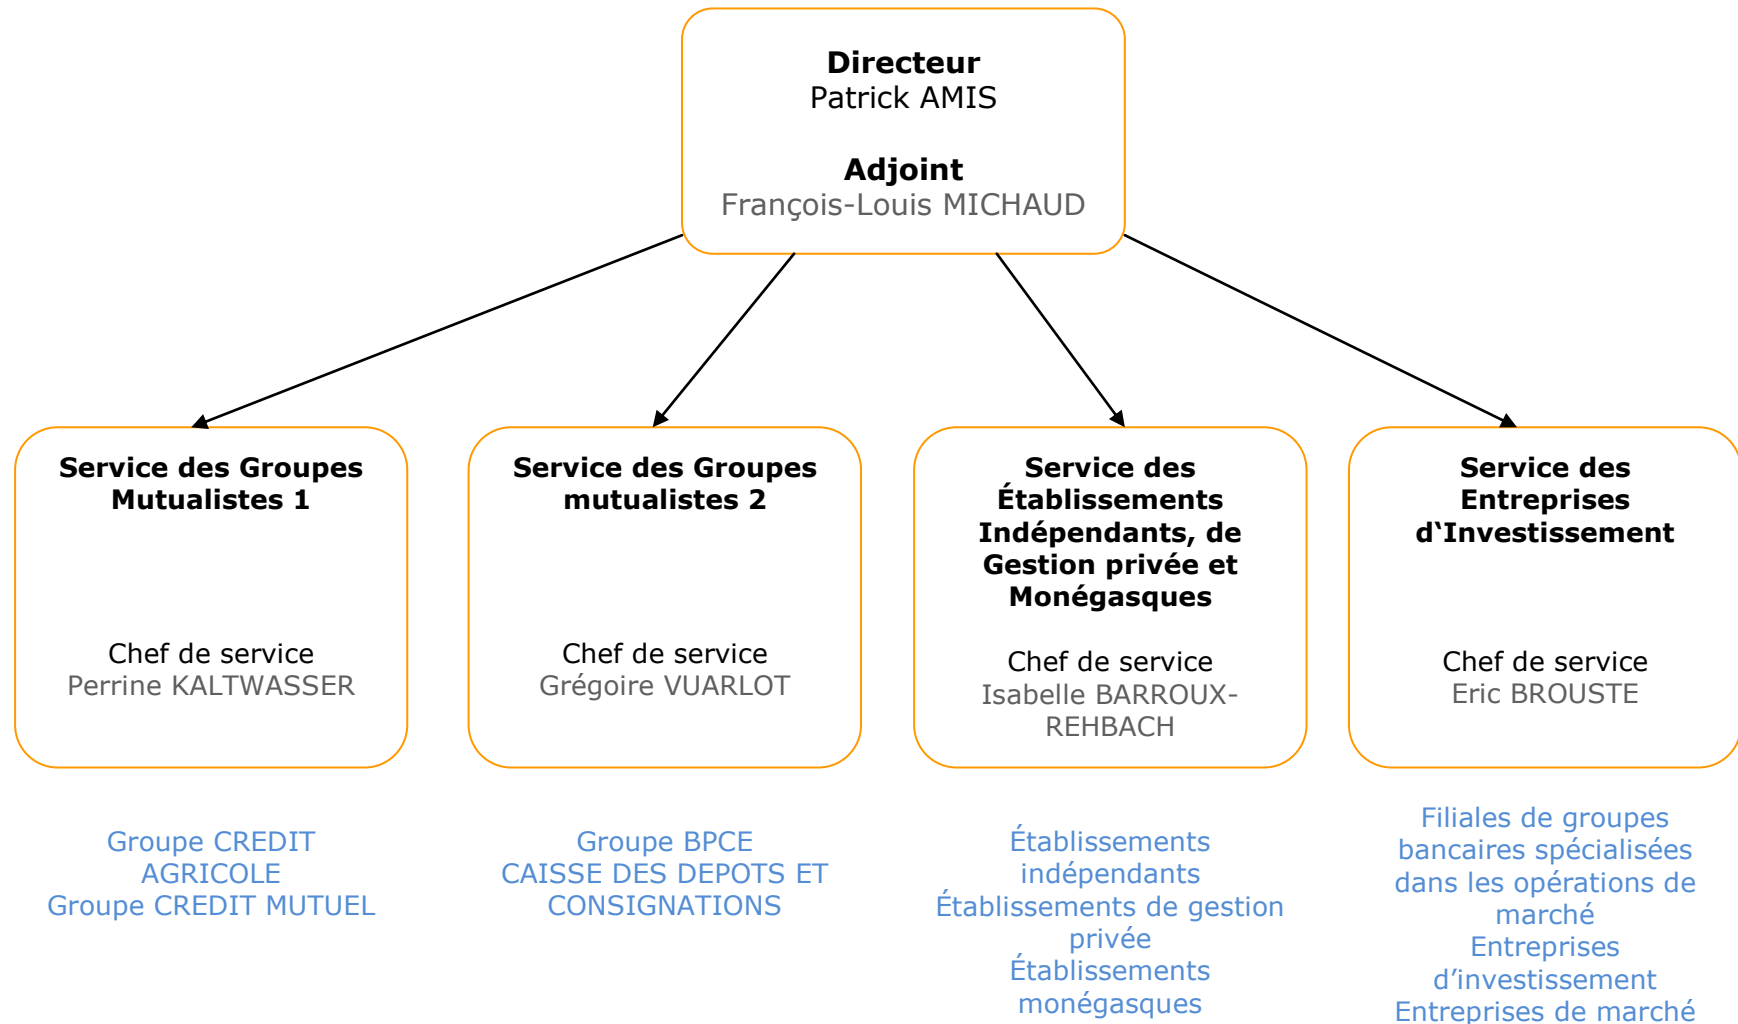 Directeur
Patrick AMIS
Adjoint
François-Louis MICHAUD
Service des Groupes
Mutualistes 1
Chef de service
Perrine KALTWASSER
Service des Groupes
mutualistes 2
Chef de service
Grégoire VUARLOT
Service des
Établissements
Indépendants, de
Gestion privée et
Monégasques
Chef de service
Isabelle BARROUX-
REHBACH
Service des
Entreprises
d‘Investissement
Chef de service
Eric BROUSTE
Groupe CREDIT
AGRICOLE
Groupe CREDIT MUTUEL
Groupe BPCE
CAISSE DES DEPOTS ET
CONSIGNATIONS
Établissements
indépendants
Établissements de gestion
privée
Établissements
monégasques
Filiales de groupes
bancaires spécialisées
dans les opérations de
marché
Entreprises
d’investissement
Entreprises de marché